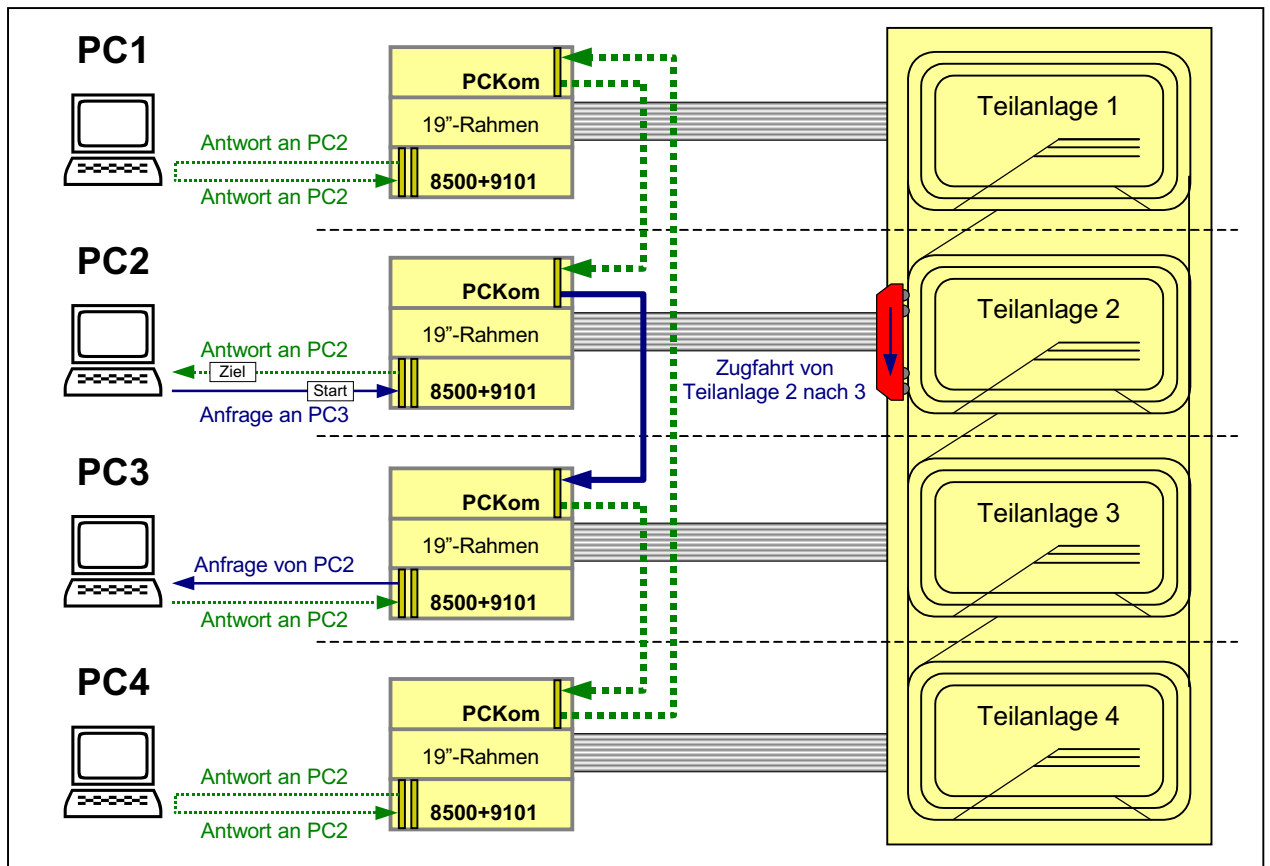 PC1
PCKom
19”-Rahmen
8500+9101
Antwort an PC2
Antwort an PC2
Teilanlage 1
PC2
PCKom
19”-Rahmen
8500+9101
Antwort an PC2
Ziel
Start
Anfrage an PC3
Zugfahrt von
Teilanlage 2 nach 3
Teilanlage 2
PC3
PCKom
19”-Rahmen
8500+9101
Anfrage von PC2
Antwort an PC2
Teilanlage 3
PC4
PCKom
19”-Rahmen
8500+9101
Antwort an PC2
Antwort an PC2
Teilanlage 4